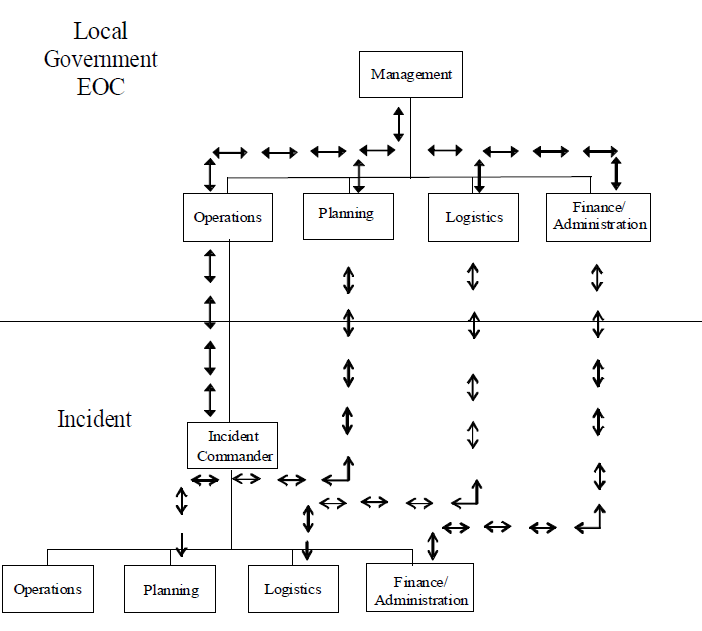 Local
Government
EOC
Management
Operations
Planning
Logistics
Finance/
Administration
Incident
Incident
Commander
Operations
Planning
Logistics
Finance/
Administration